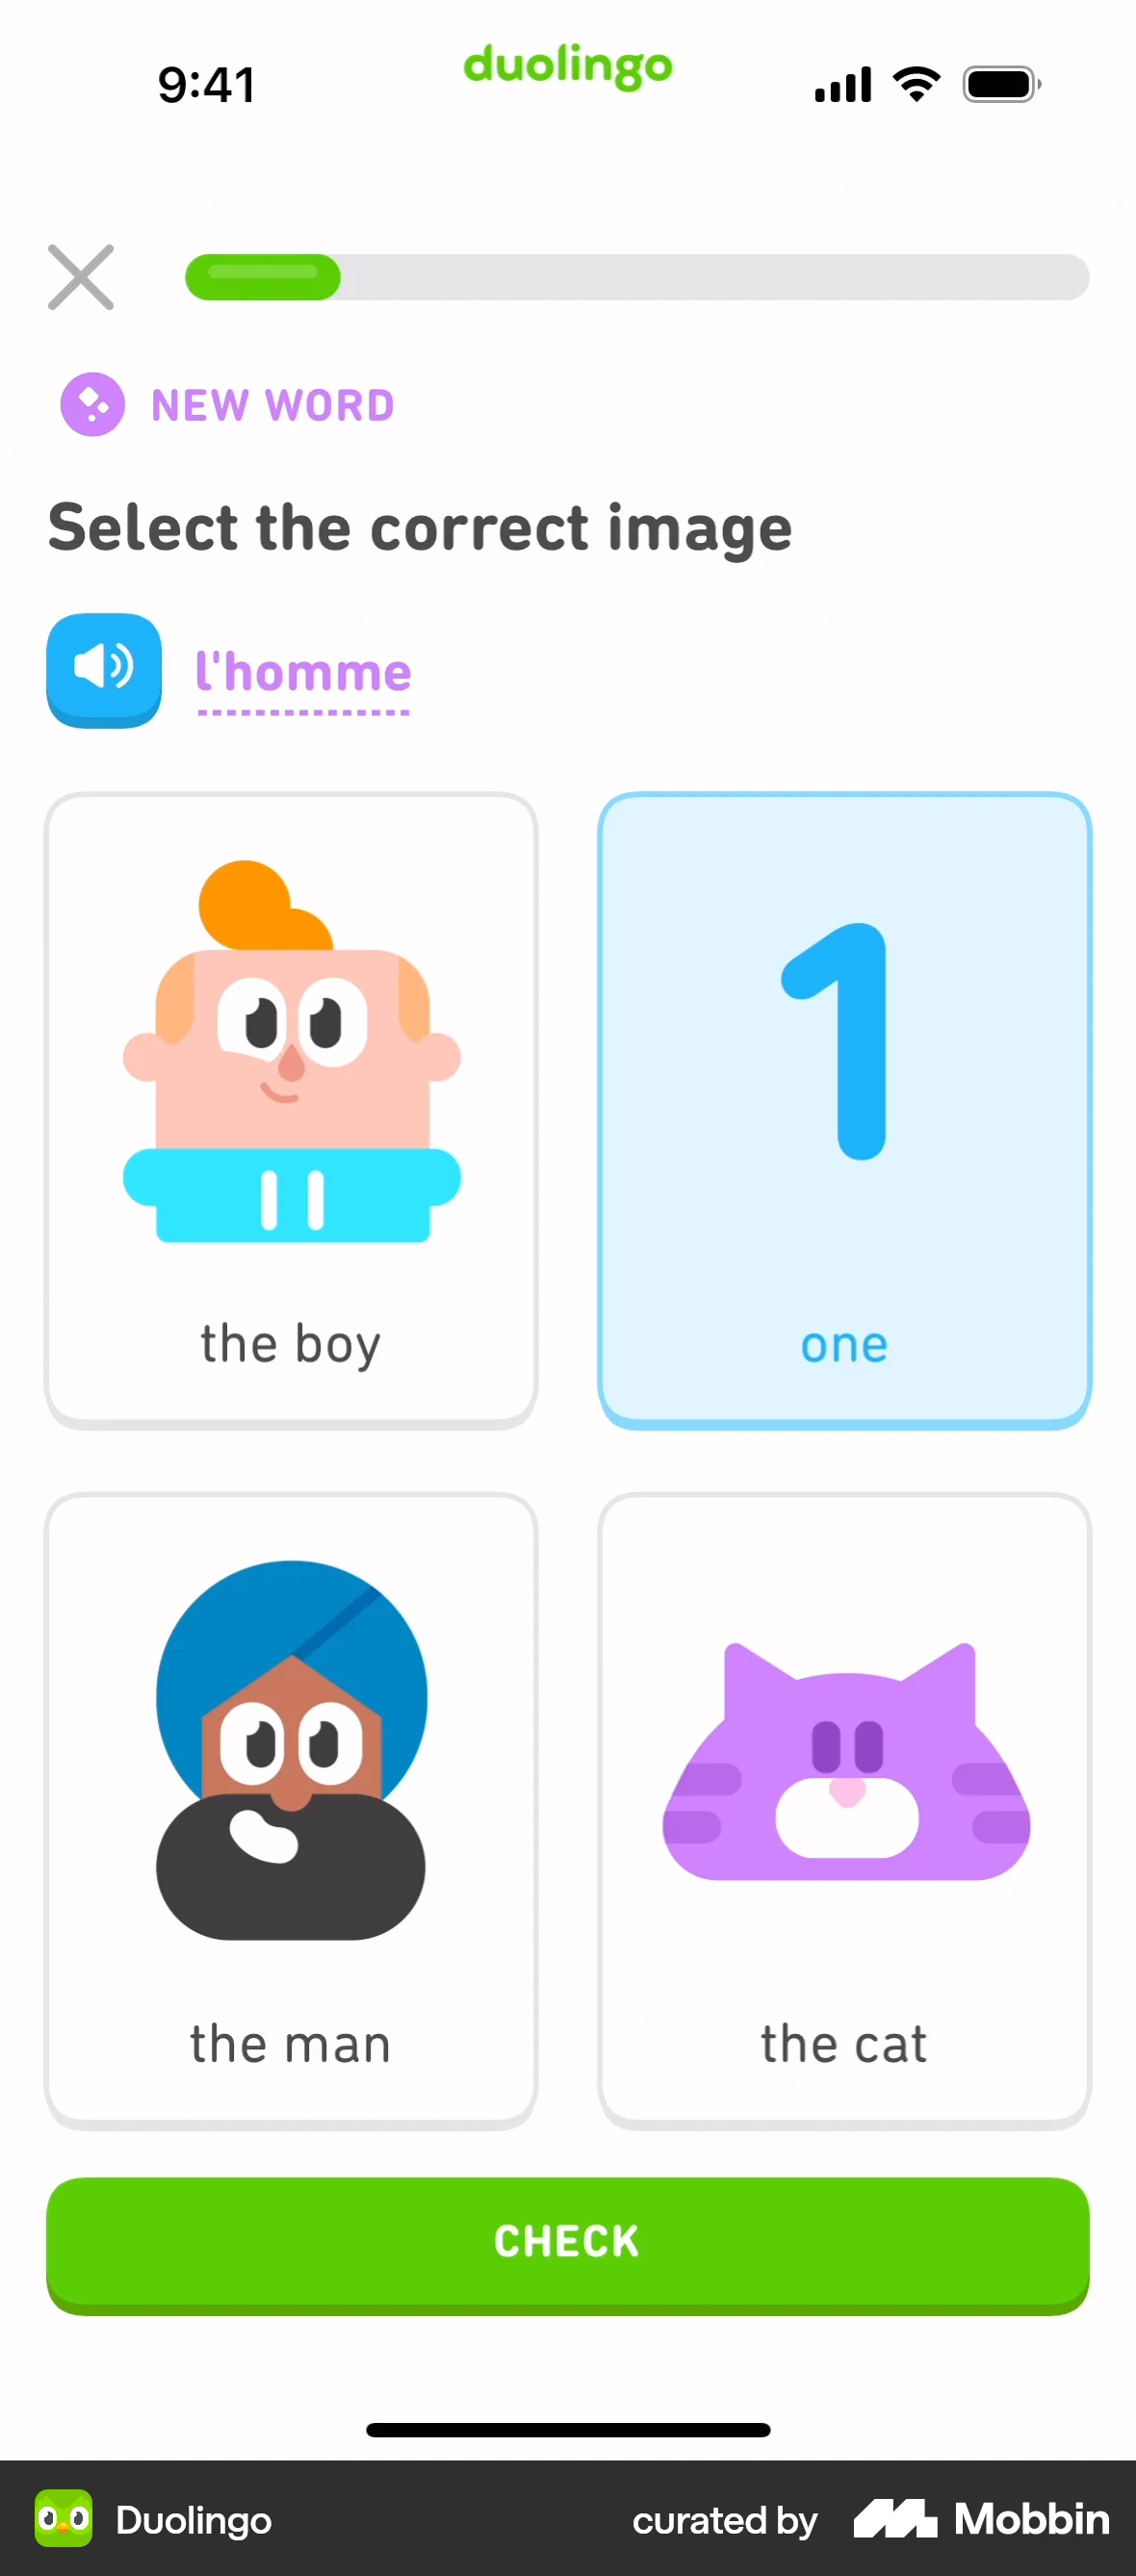 9:41
duolingo
NEW WORD
Select the correct image
l'homme
1
the boy
one
the man
the cat
CHECK
Duolingo
curated by Mobbin